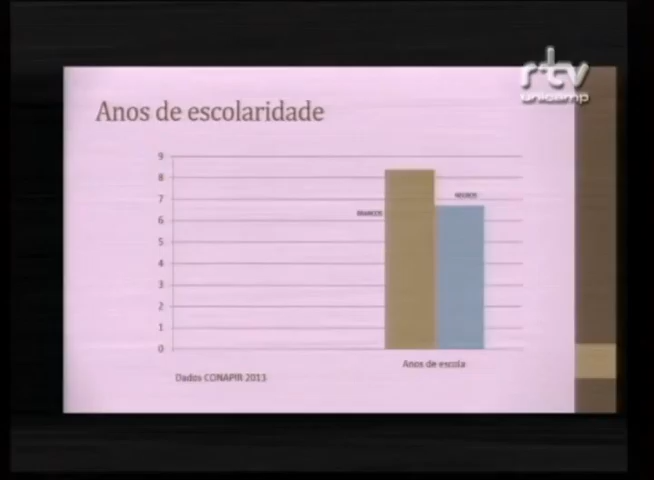 rtv
unicamp
Anos de escolaridade
9
8
7
6
5
4
3
2
1
0
BRANCOS
NEGROS
Anos de escola
Dados CONAPIR 2013